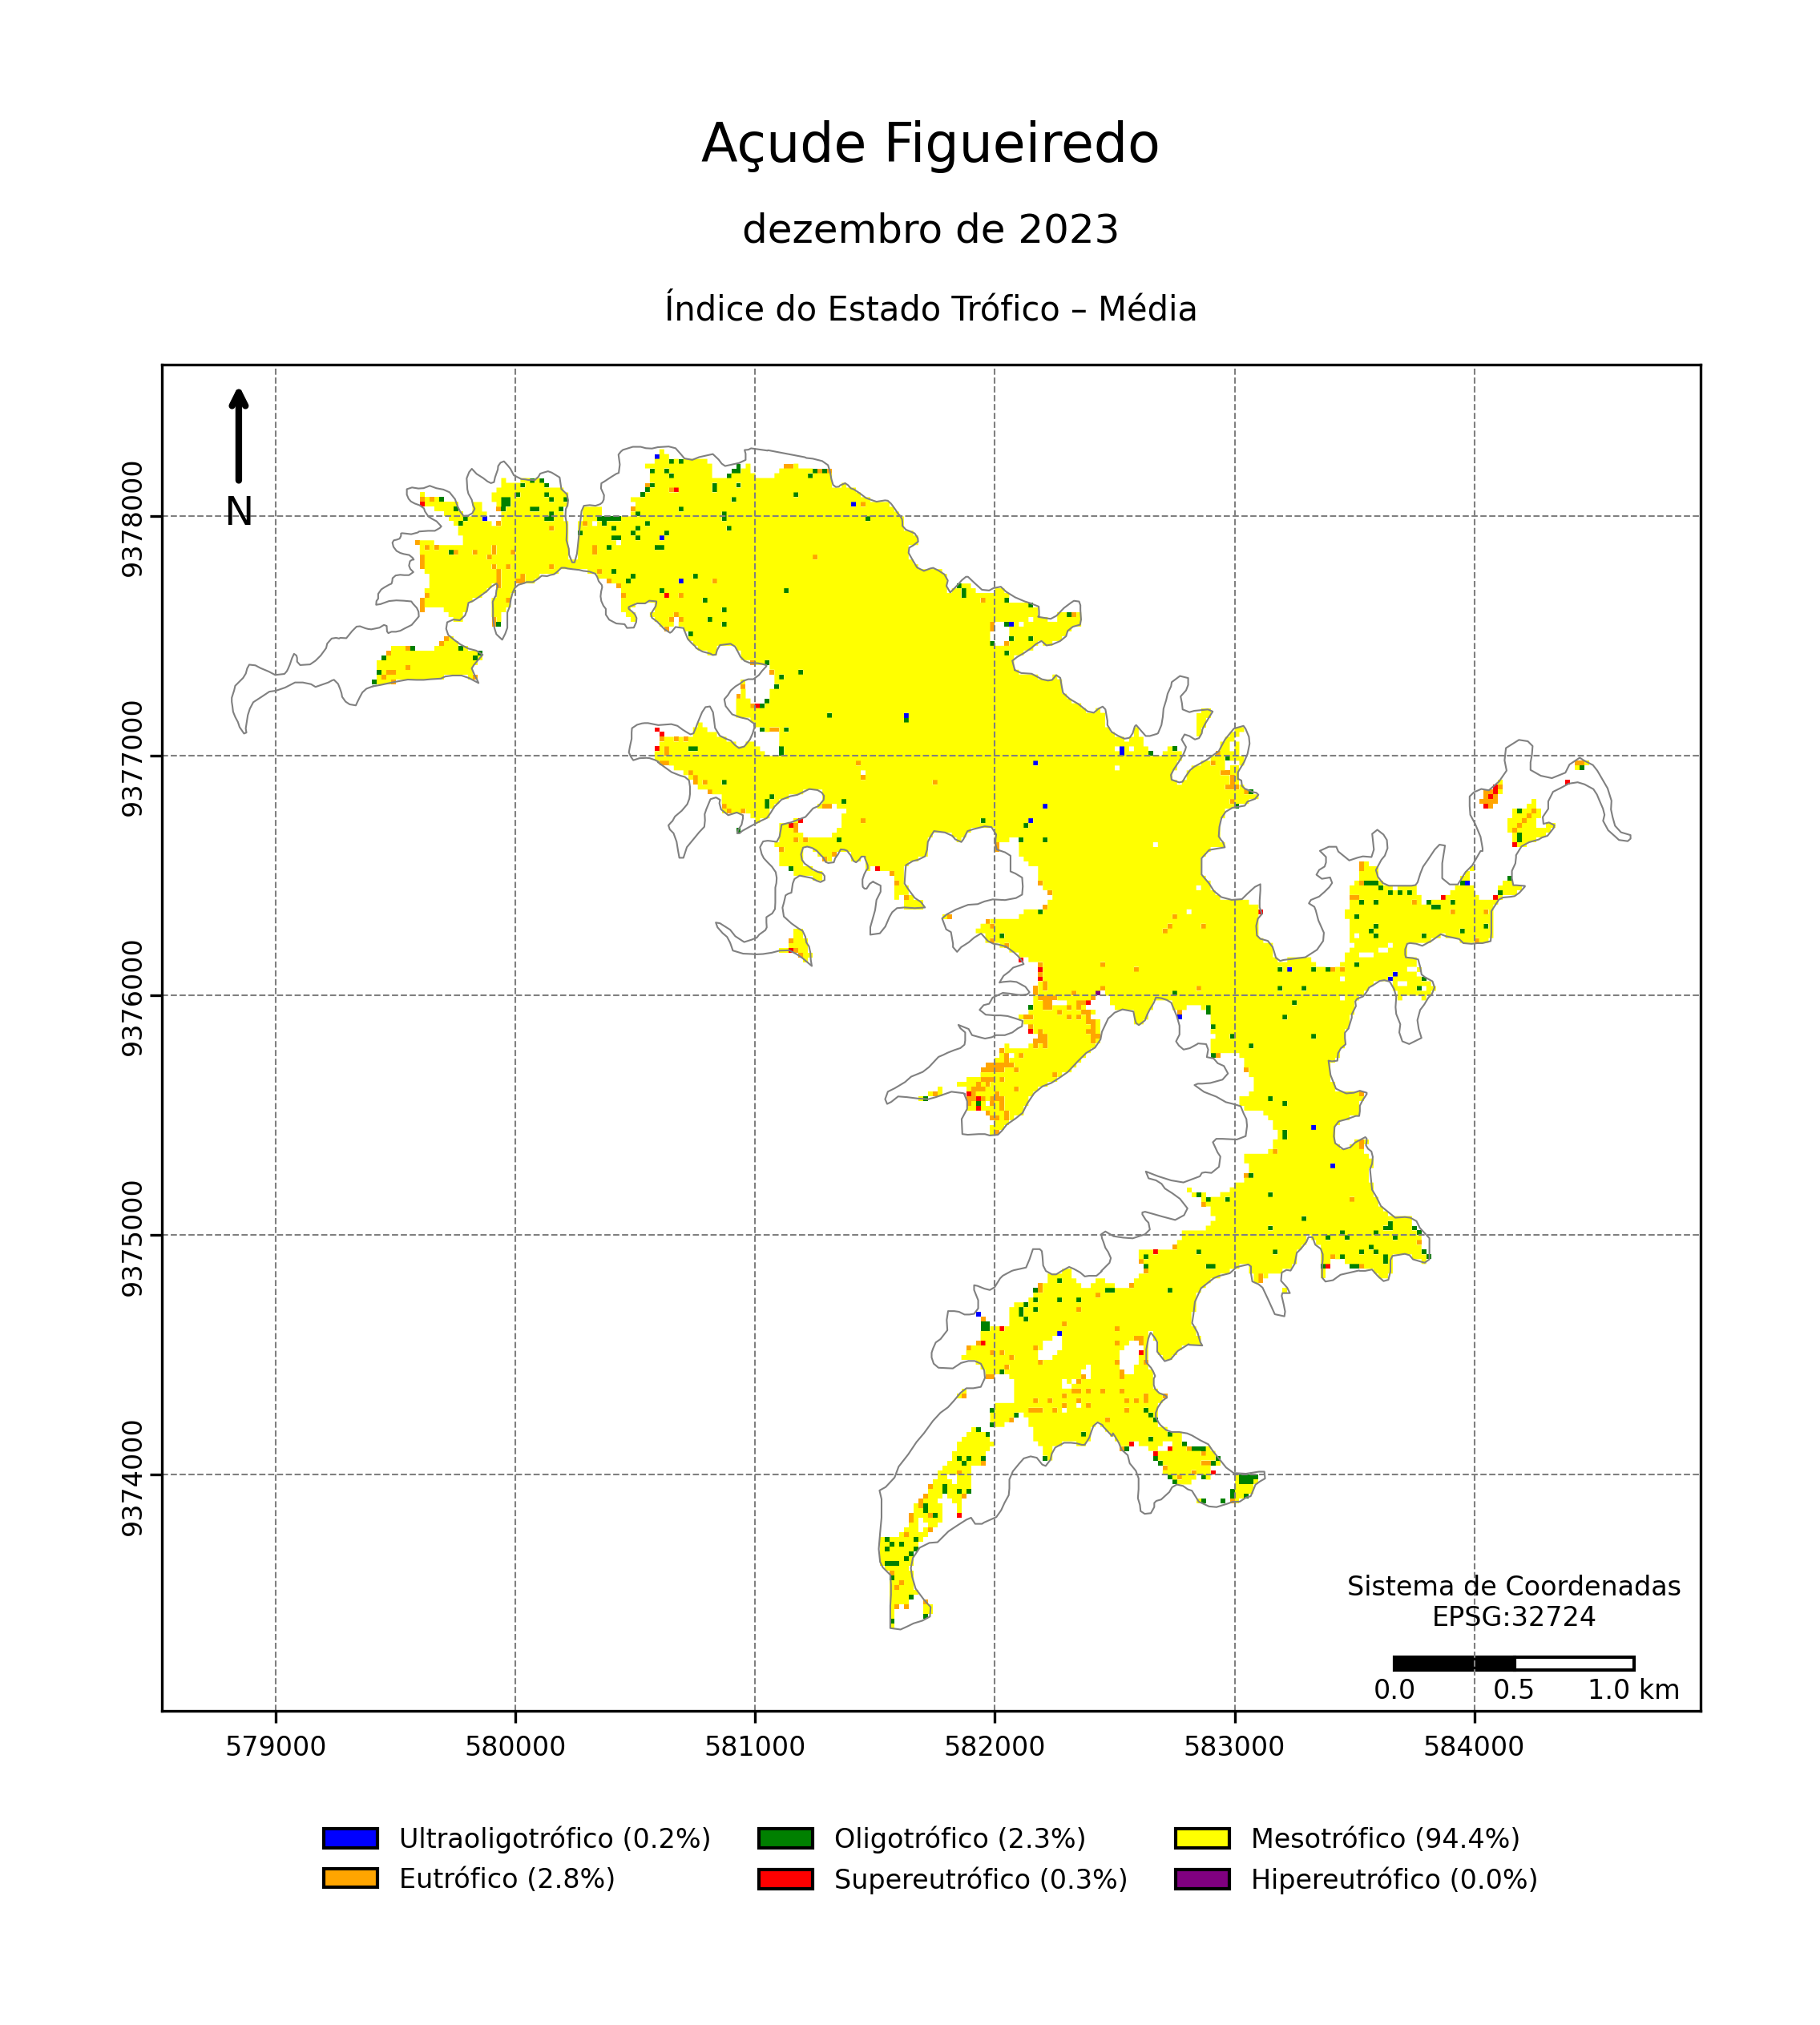 Açude Figueiredo
dezembro de 2023
Índice do Estado Trófico – Média
N
9378000
9377000
9376000
9375000
9374000
Sistema de Coordenadas
EPSG:32724
0.0 0.5 1.0 km
579000 580000 581000 582000 583000 584000
Ultraoligotrófico (0.2%) Oligotrófico (2.3%) Mesotrófico (94.4%)
Eutrófico (2.8%) Supereutrófico (0.3%) Hipereutrófico (0.0%)